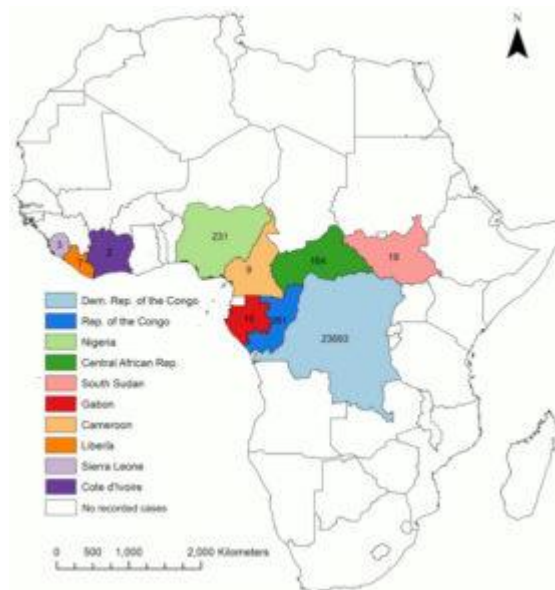 N
231
3
7
2
9
164
19
23693
Dem. Rep. of the Congo
Rep. of the Congo
Nigeria
Central African Rep.
South Sudan
Gabon
Cameroon
Liberia
Sierra Leone
Cote d'Ivoire
No recorded cases
0 500 1,000 2,000 Kilometers